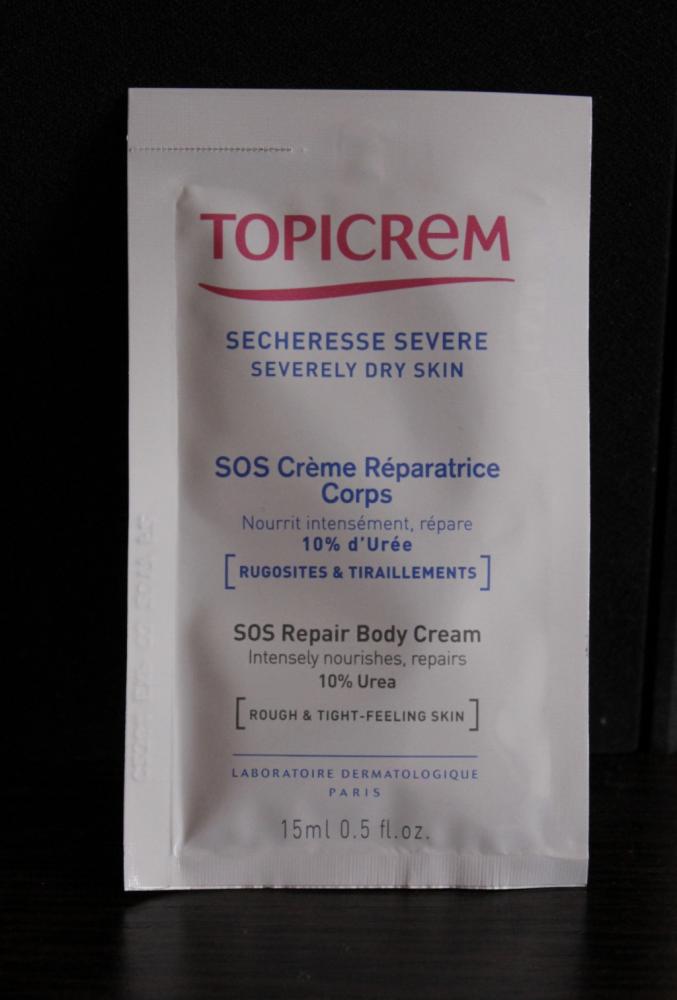 TOPICREM
SECHERESSE SEVERE
SEVERELY DRY SKIN
SOS Crème Réparatrice
Corps
Nourrit intensément, répare
10% d'Urée
[RUGOSITES & TIRAILLEMENTS]
SOS Repair Body Cream
Intensely nourishes, repairs
10% Urea
[ROUGH & TIGHT-FEELING SKIN]
LABORATOIRE DERMATOLOGIQUE
PARIS
15ml 0.5 fl.oz.